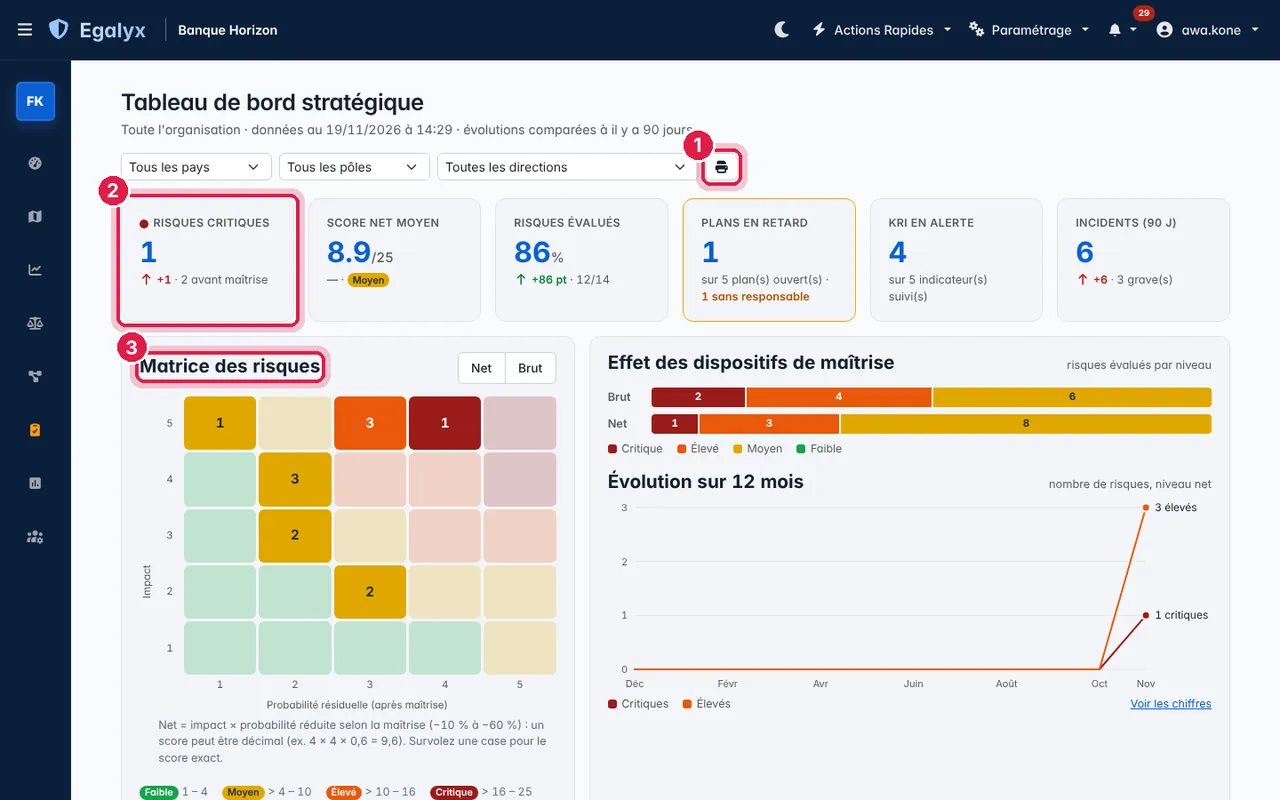 Egalyx
Banque Horizon
Actions Rapides
Paramétrage
29
awa.kone
FK
Tableau de bord stratégique
Toute l'organisation · données au 19/11/2026 à 14:29 · évolutions comparées à il y a 90 jours
1
Tous les pays
Tous les pôles
Toutes les directions
2
RISQUES CRITIQUES
1
↑ +1 · 2 avant maîtrise
SCORE NET MOYEN
8.9/25
— · Moyen
RISQUES ÉVALUÉS
86%
↑ +86 pt · 12/14
PLANS EN RETARD
1
sur 5 plan(s) ouvert(s) ·
1 sans responsable
KRI EN ALERTE
4
sur 5 indicateur(s)
suivi(s)
INCIDENTS (90 J)
6
↑ +6 · 3 grave(s)
3
Matrice des risques
Net
Brut
5
1
3
1
4
3
3
2
Impact
2
2
1
1
2
3
4
5
Probabilité résiduelle (après maîtrise)
Net = impact × probabilité réduite selon la maîtrise (−10 % à −60 %) : un
score peut être décimal (ex. 4 × 4 × 0,6 = 9,6). Survolez une case pour le
score exact.
Faible 1 – 4
Moyen > 4 – 10
Élevé > 10 – 16
Critique > 16 – 25
Effet des dispositifs de maîtrise
risques évalués par niveau
Brut
2
4
6
Net
1
3
8
Critique
Élevé
Moyen
Faible
Évolution sur 12 mois
nombre de risques, niveau net
3
3 élevés
2
1
1 critiques
0
Déc
Févr
Avr
Juin
Août
Oct
Nov
Critiques
Élevés
Voir les chiffres